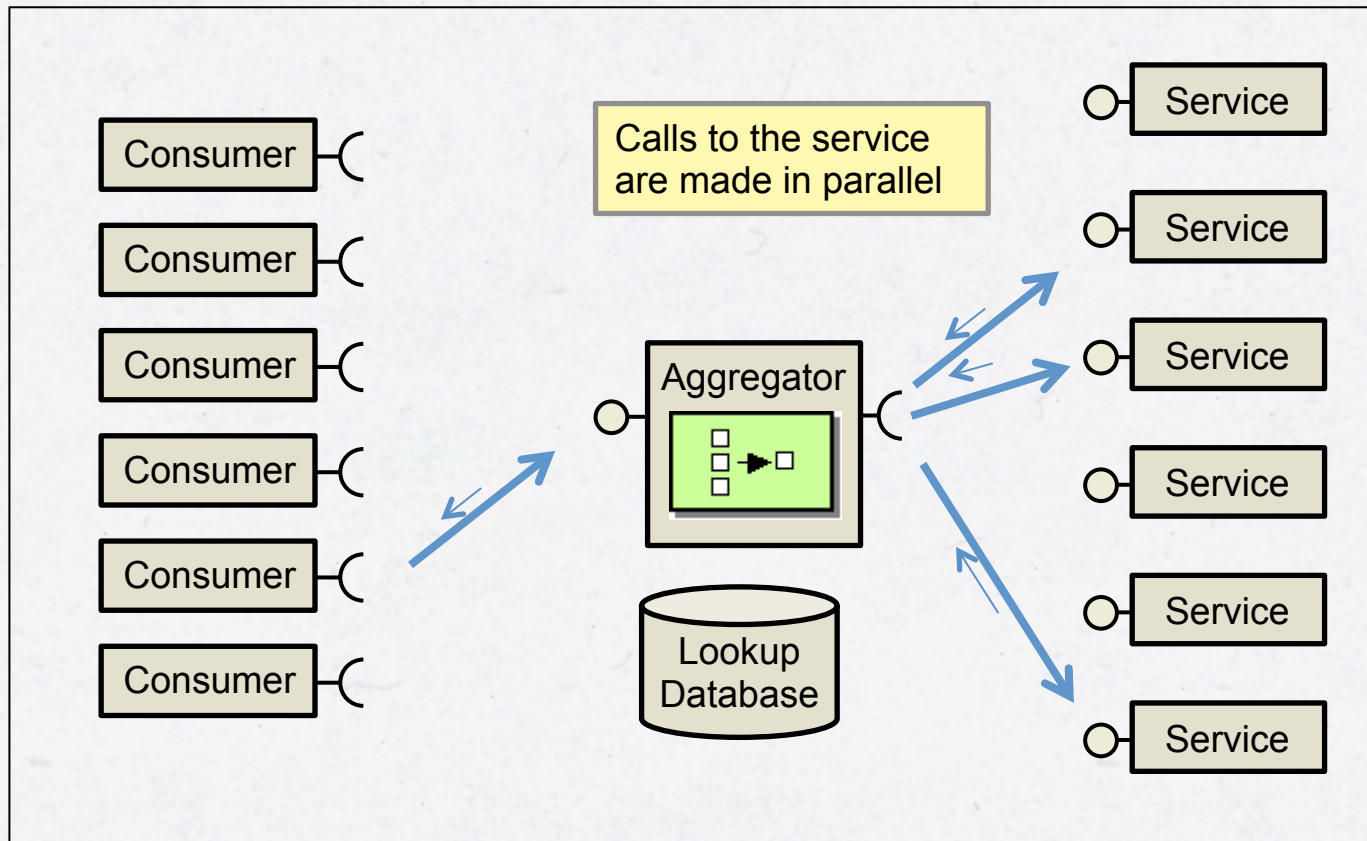 Consumer
Consumer
Consumer
Consumer
Consumer
Consumer
Calls to the service
are made in parallel
Aggregator
Lookup
Database
Service
Service
Service
Service
Service
Service